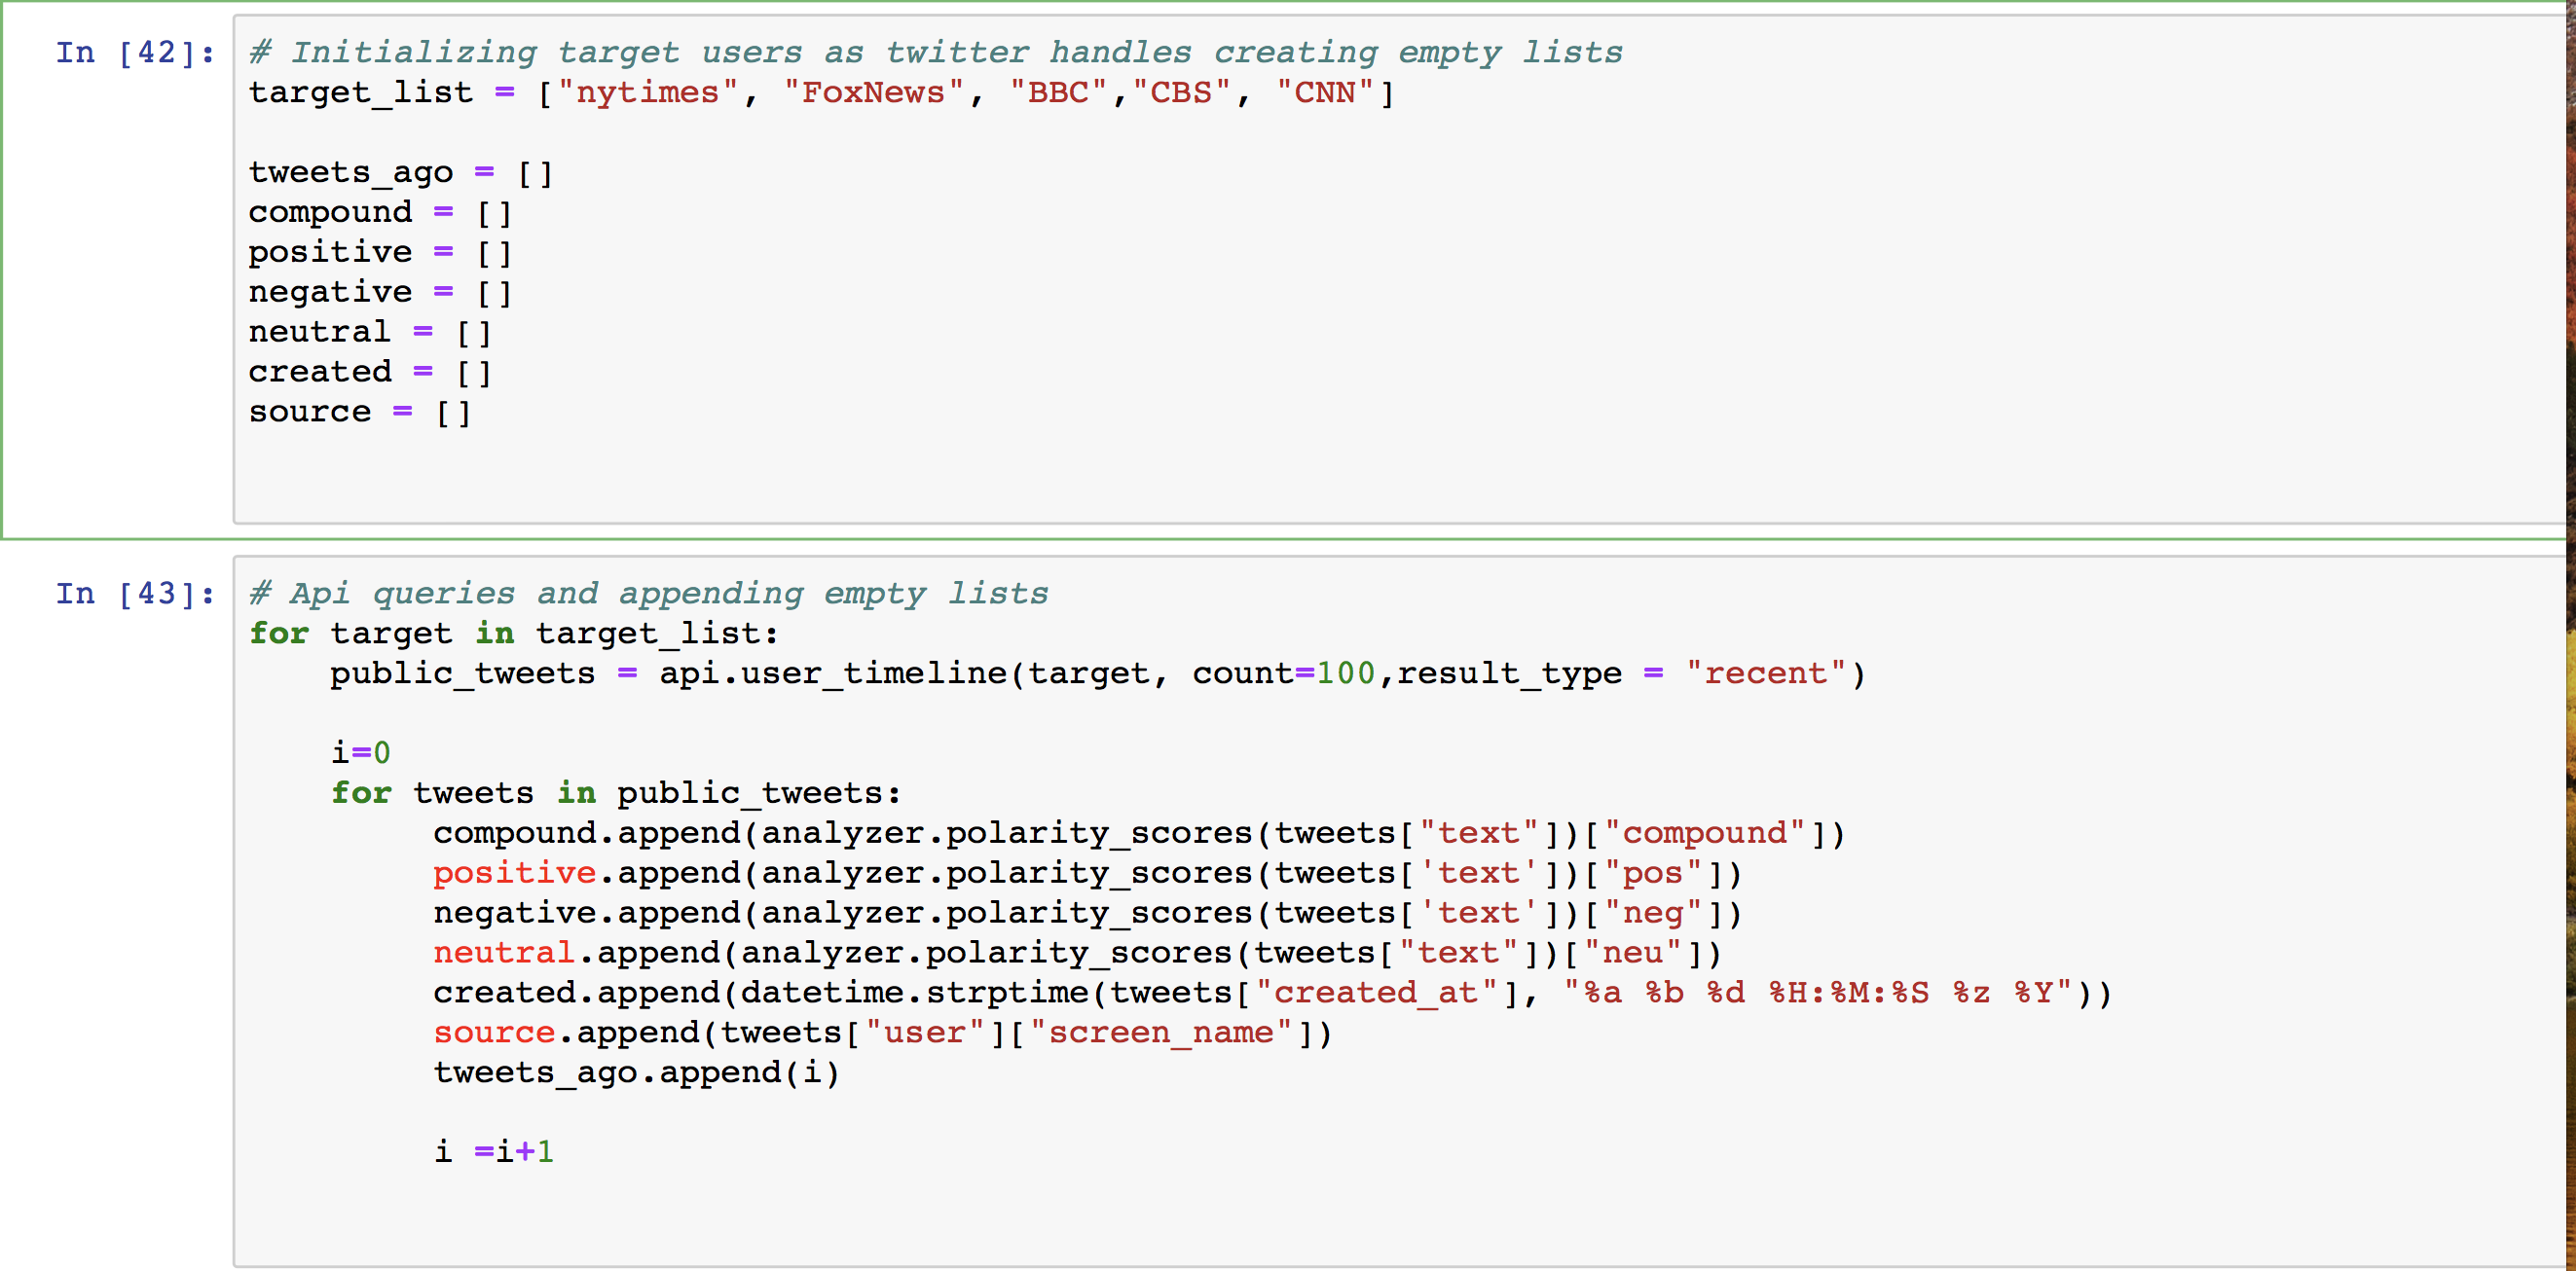 In [42]: # Initializing target users as twitter handles creating empty lists
target_list = ["nytimes", "FoxNews", "BBC","CBS", "CNN"]
tweets_ago = []
compound = []
positive = []
negative = []
neutral = []
created = []
source = []
In [43]: # Api queries and appending empty lists
for target in target_list:
    public_tweets = api.user_timeline(target, count=100,result_type = "recent")
    i=0
    for tweets in public_tweets:
         compound.append(analyzer.polarity_scores(tweets["text"])["compound"])
         positive.append(analyzer.polarity_scores(tweets['text'])["pos"])
         negative.append(analyzer.polarity_scores(tweets['text'])["neg"])
         neutral.append(analyzer.polarity_scores(tweets["text"])["neu"])
         created.append(datetime.strptime(tweets["created_at"], "%a %b %d %H:%M:%S %z %Y"))
         source.append(tweets["user"]["screen_name"])
         tweets_ago.append(i)
         i =i+1